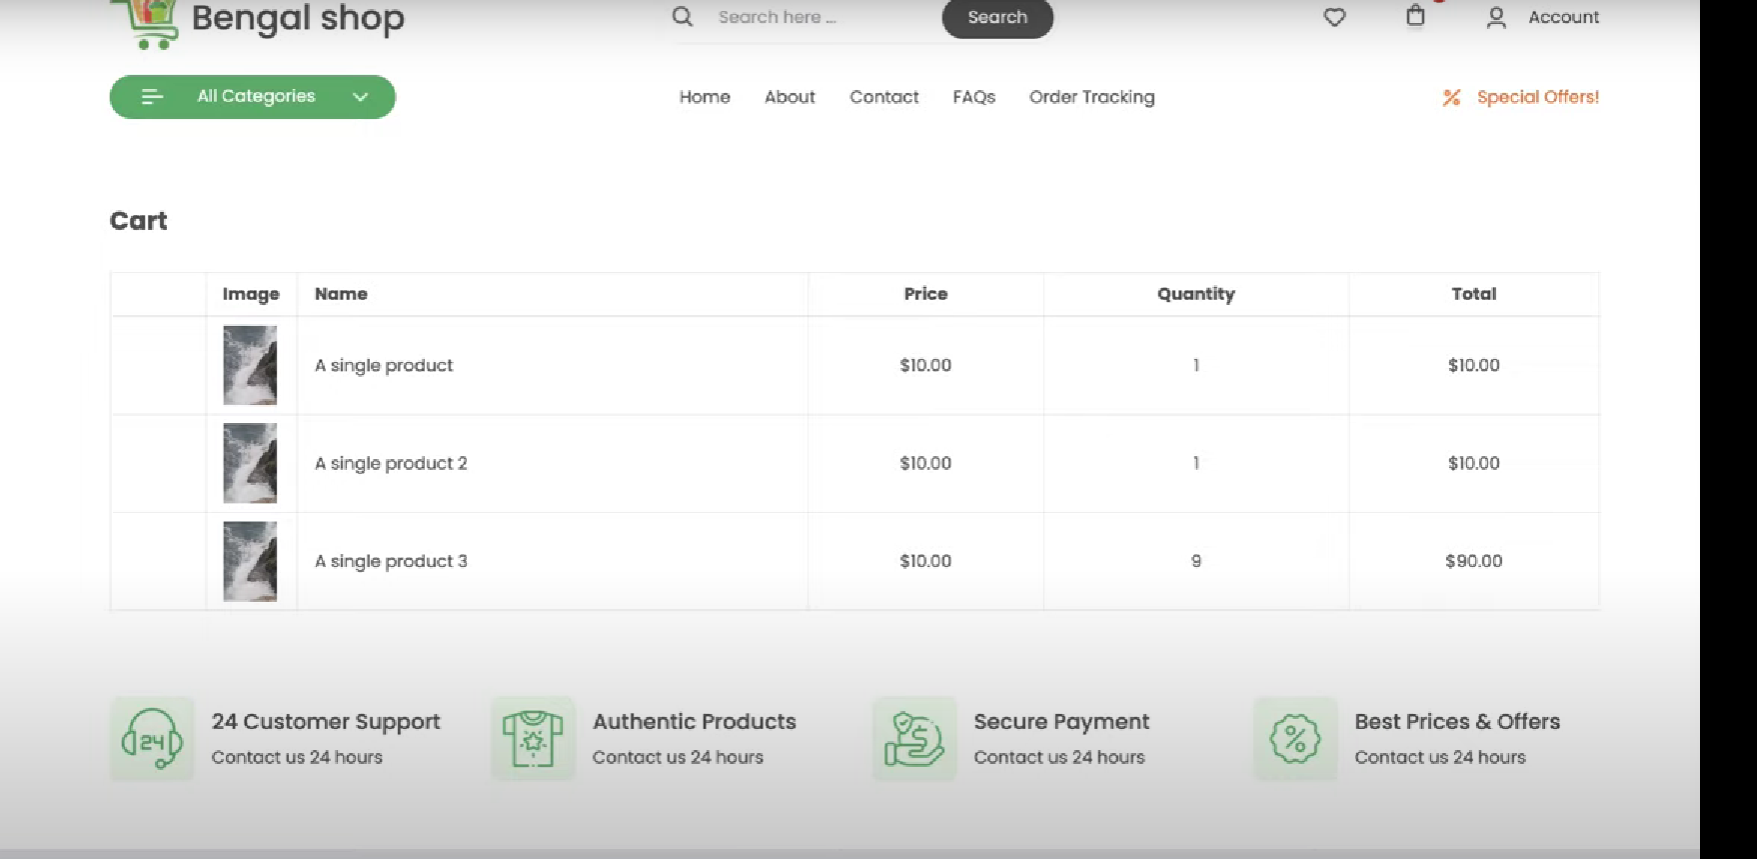 Bengal shop
Search here ...
Search
Account
All Categories
Home About Contact FAQs Order Tracking
% Special Offers!
Cart
Image Name Price Quantity Total
A single product $10.00 1 $10.00
A single product 2 $10.00 1 $10.00
A single product 3 $10.00 9 $90.00
24
24 Customer Support
Contact us 24 hours
Authentic Products
Contact us 24 hours
$
Secure Payment
Contact us 24 hours
%
Best Prices & Offers
Contact us 24 hours